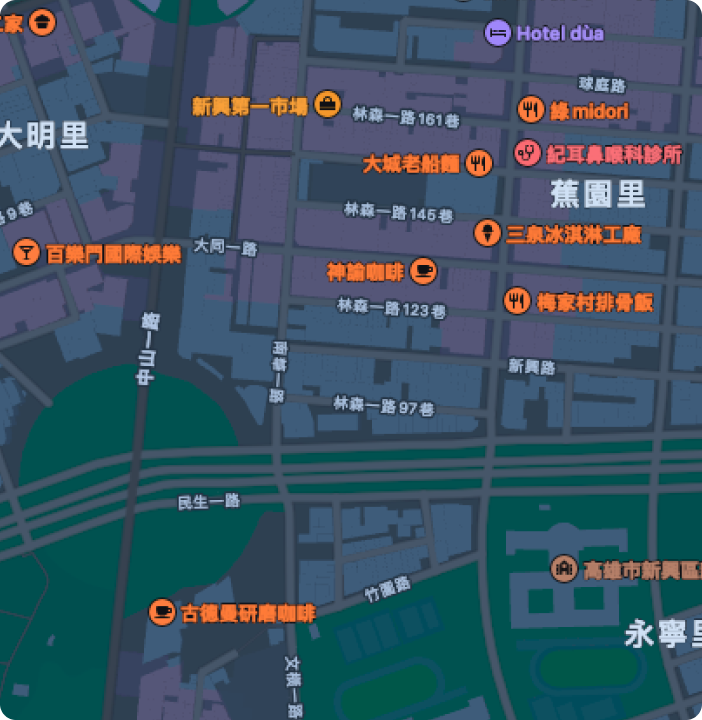 家
Hotel dùa
球庭路
新興第一市場
林森一路161巷
綠 midori
大明里
大城老船麵
紀耳鼻喉科診所
蕉園里
9巷
林森一路145巷
三泉冰淇淋工廠
百樂門國際娛樂
大同一路
神諭咖啡
林森一路123巷
梅家村排骨飯
中山一路
南華一路
新興路
林森一路97巷
民生一路
高雄市新興區
竹圍路
古德曼研磨咖啡
永寧里
文橫一路